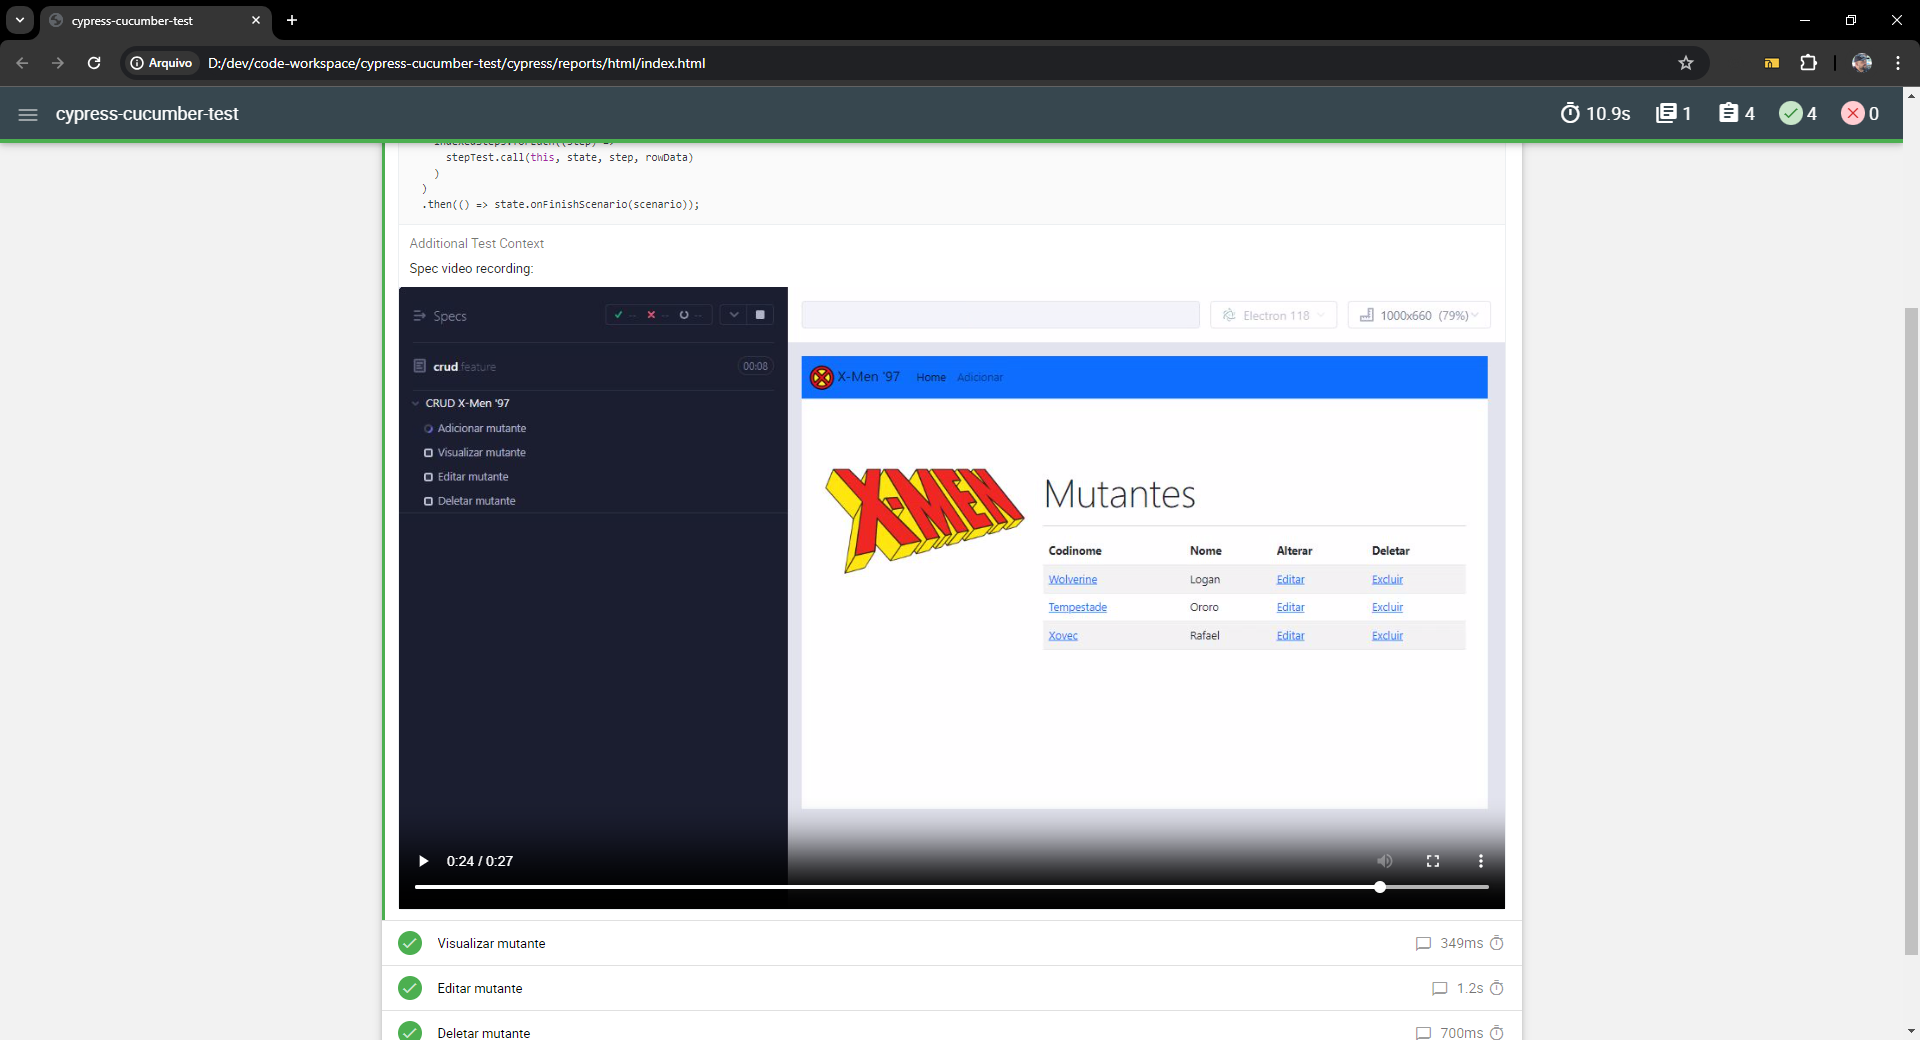 cypress-cucumber-test
Arquivo D:/dev/code-workspace/cypress-cucumber-test/cypress/reports/html/index.html
cypress-cucumber-test 10.9s 1 4 4 0
indexedSteps.forEach((step) =>
stepTest.call(this, state, step, rowData)
)
)
.then(() => state.onFinishScenario(scenario));
Additional Test Context
Spec video recording:
Specs -- -- --
Electron 118 1000x660 (79%)
crud feature 00:08
CRUD X-Men '97
Adicionar mutante
Visualizar mutante
Editar mutante
Deletar mutante
X-Men '97 Home Adicionar
X-MEN
Mutantes
Codinome Nome Alterar Deletar
Wolverine Logan Editar Excluir
Tempestade Ororo Editar Excluir
Xovec Rafael Editar Excluir
0:24 / 0:27
Visualizar mutante 349ms
Editar mutante 1.2s
Deletar mutante 700ms